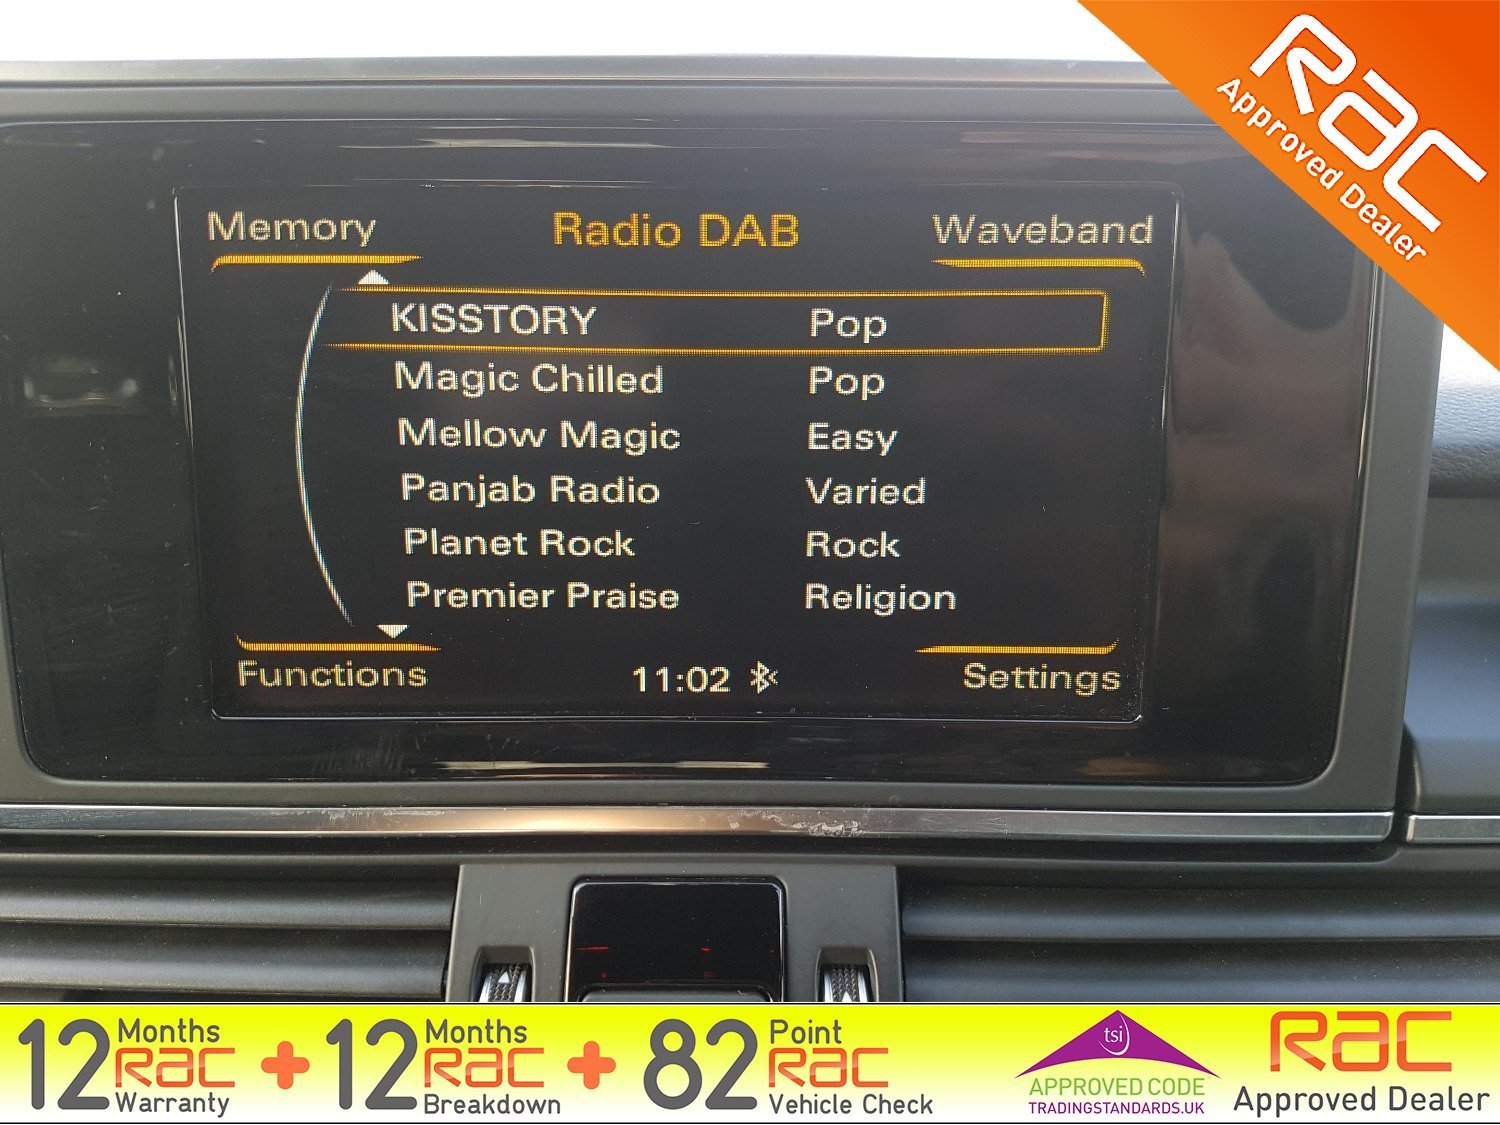 RAC
Approved Dealer
Memory Radio DAB Waveband
KISSTORY Pop
Magic Chilled Pop
Mellow Magic Easy
Panjab Radio Varied
Planet Rock Rock
Premier Praise Religion
Functions 11:02 Settings
12 Months RAC Warranty + 12 Months RAC Breakdown + 82 Point RAC Vehicle Check
tsi
APPROVED CODE
TRADINGSTANDARDS.UK
RAC
Approved Dealer